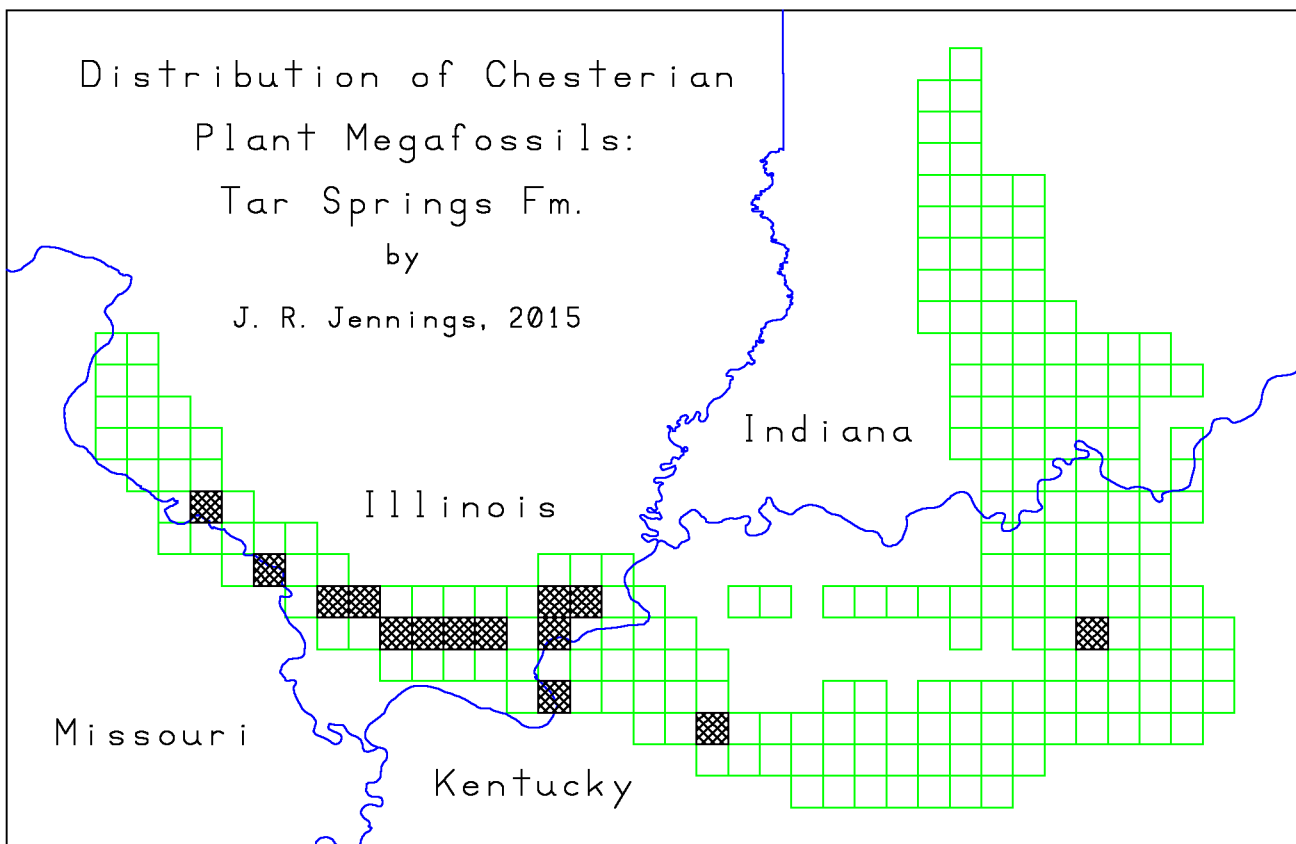 Distribution of Chesterian
Plant Megafossils:
Tar Springs Fm.
by
J. R. Jennings, 2015
Indiana
Illinois
Missouri
Kentucky